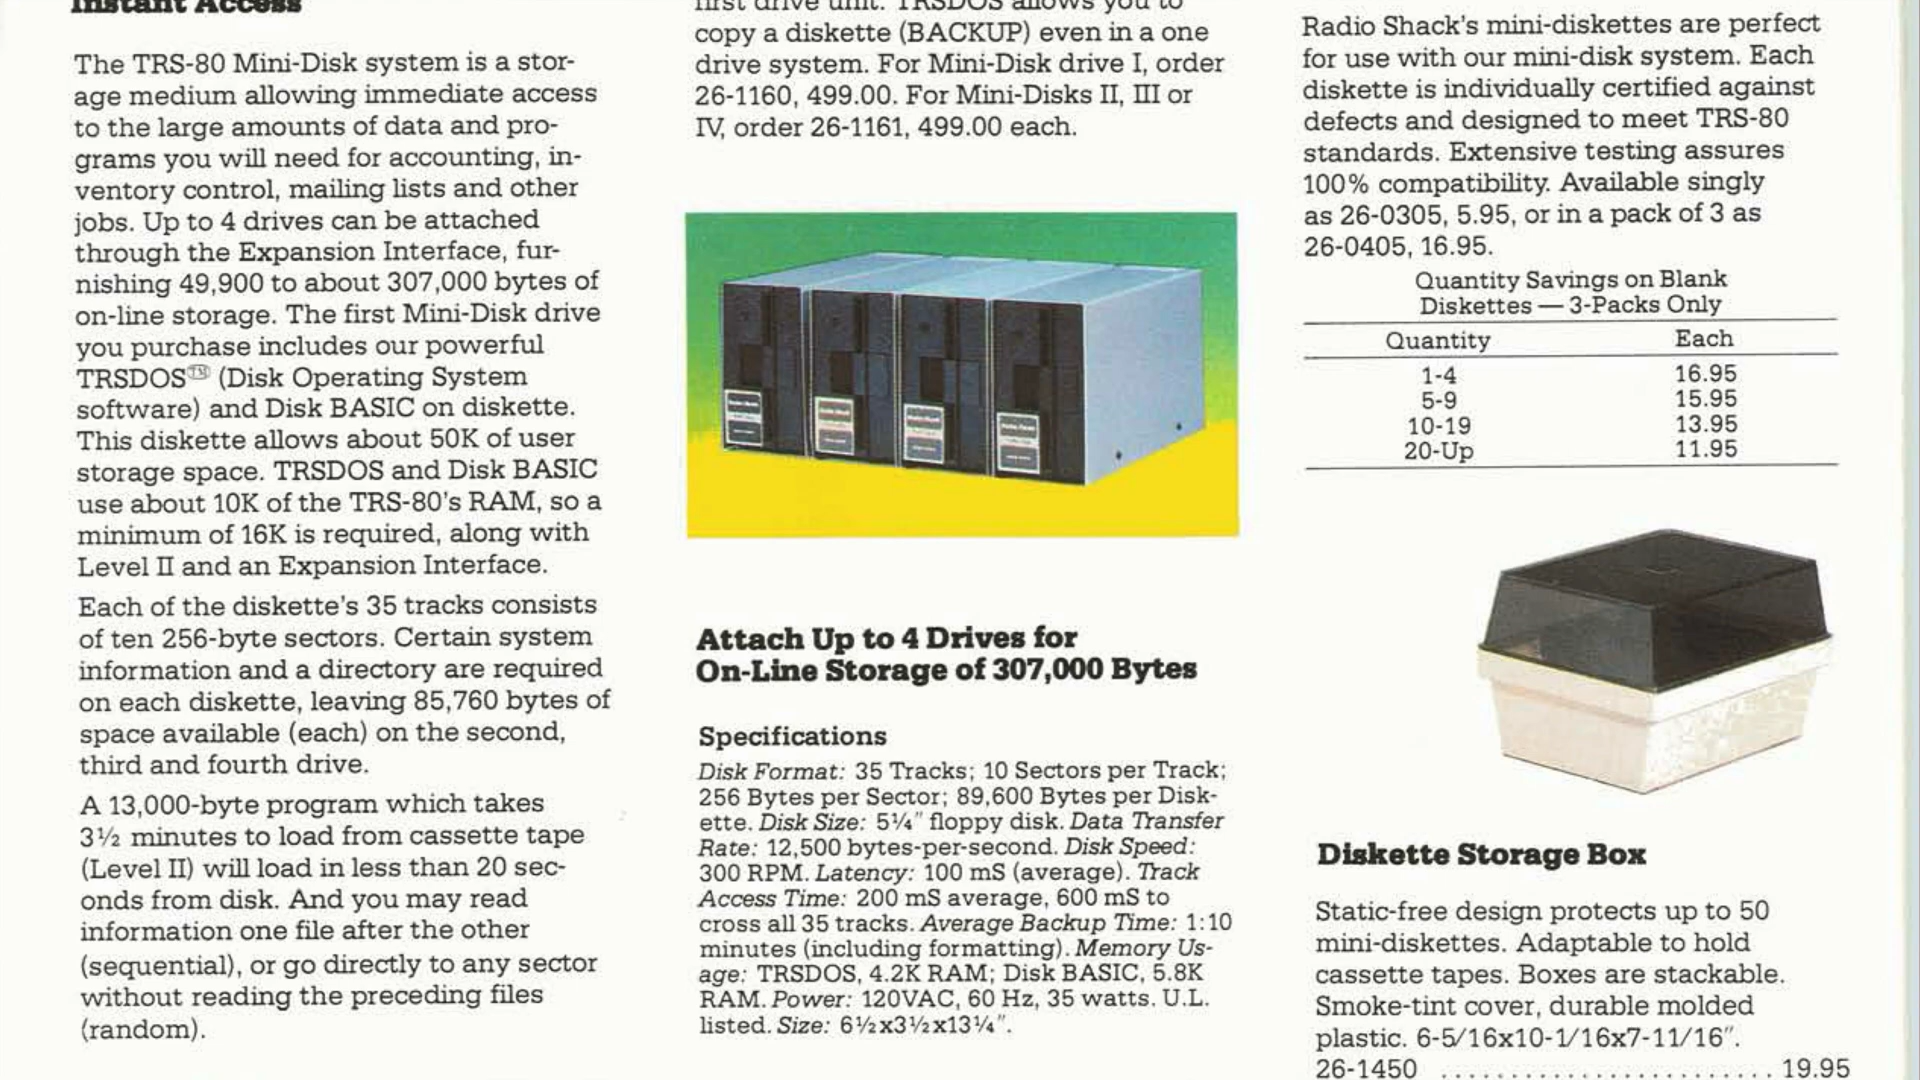 Instant Access
The TRS-80 Mini-Disk system is a stor-
age medium allowing immediate access
to the large amounts of data and pro-
grams you will need for accounting, in-
ventory control, mailing lists and other
jobs. Up to 4 drives can be attached
through the Expansion Interface, fur-
nishing 49,900 to about 307,000 bytes of
on-line storage. The first Mini-Disk drive
you purchase includes our powerful
TRSDOS™ (Disk Operating System
software) and Disk BASIC on diskette.
This diskette allows about 50K of user
storage space. TRSDOS and Disk BASIC
use about 10K of the TRS-80's RAM, so a
minimum of 16K is required, along with
Level II and an Expansion Interface.
Each of the diskette's 35 tracks consists
of ten 256-byte sectors. Certain system
information and a directory are required
on each diskette, leaving 85,760 bytes of
space available (each) on the second,
third and fourth drive.
A 13,000-byte program which takes
3½ minutes to load from cassette tape
(Level II) will load in less than 20 sec-
onds from disk. And you may read
information one file after the other
(sequential), or go directly to any sector
without reading the preceding files
(random).
first drive unit. TRSDOS allows you to
copy a diskette (BACKUP) even in a one
drive system. For Mini-Disk drive I, order
26-1160, 499.00. For Mini-Disks II, III or
IV, order 26-1161, 499.00 each.
Attach Up to 4 Drives for
On-Line Storage of 307,000 Bytes
Specifications
Disk Format: 35 Tracks; 10 Sectors per Track;
256 Bytes per Sector; 89,600 Bytes per Disk-
ette. Disk Size: 5¼" floppy disk. Data Transfer
Rate: 12,500 bytes-per-second. Disk Speed:
300 RPM. Latency: 100 mS (average). Track
Access Time: 200 mS average, 600 mS to
cross all 35 tracks. Average Backup Time: 1:10
minutes (including formatting). Memory Us-
age: TRSDOS, 4.2K RAM; Disk BASIC, 5.8K
RAM. Power: 120VAC, 60 Hz, 35 watts. U.L.
listed. Size: 6½x3½x13¼".
Radio Shack's mini-diskettes are perfect
for use with our mini-disk system. Each
diskette is individually certified against
defects and designed to meet TRS-80
standards. Extensive testing assures
100% compatibility. Available singly
as 26-0305, 5.95, or in a pack of 3 as
26-0405, 16.95.
Quantity Savings on Blank
Diskettes — 3-Packs Only
Quantity Each
1-4 16.95
5-9 15.95
10-19 13.95
20-Up 11.95
Diskette Storage Box
Static-free design protects up to 50
mini-diskettes. Adaptable to hold
cassette tapes. Boxes are stackable.
Smoke-tint cover, durable molded
plastic. 6-5/16x10-1/16x7-11/16".
26-1450 ........................ 19.95